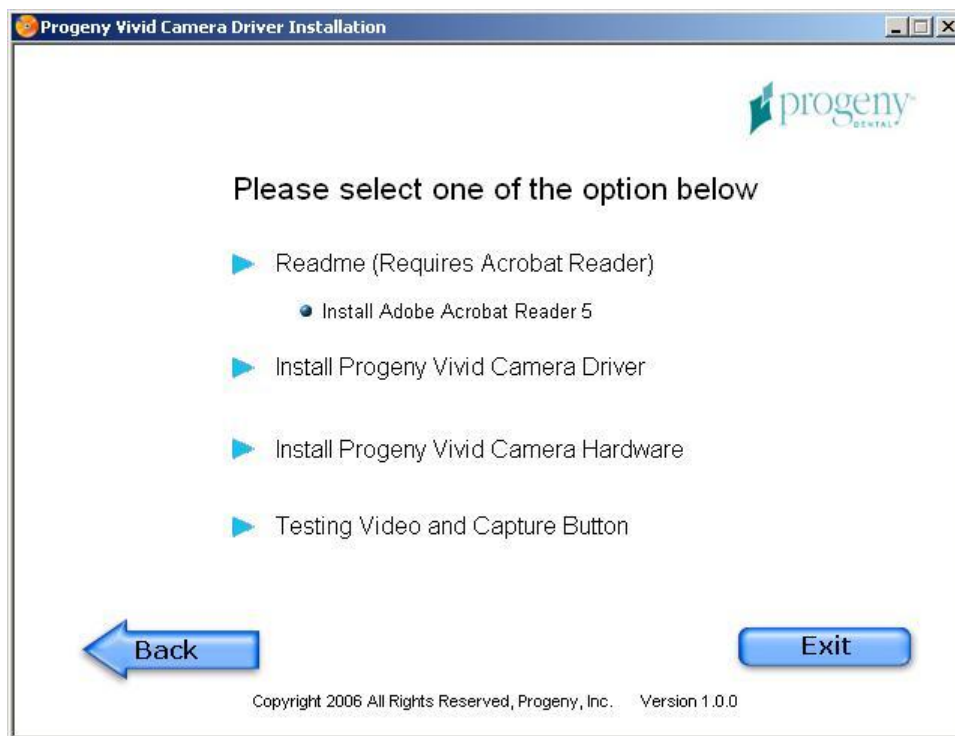 Progeny Vivid Camera Driver Installation
progeny™
DENTAL®
Please select one of the option below
Readme (Requires Acrobat Reader)
Install Adobe Acrobat Reader 5
Install Progeny Vivid Camera Driver
Install Progeny Vivid Camera Hardware
Testing Video and Capture Button
Back
Exit
Copyright 2006 All Rights Reserved, Progeny, Inc. Version 1.0.0